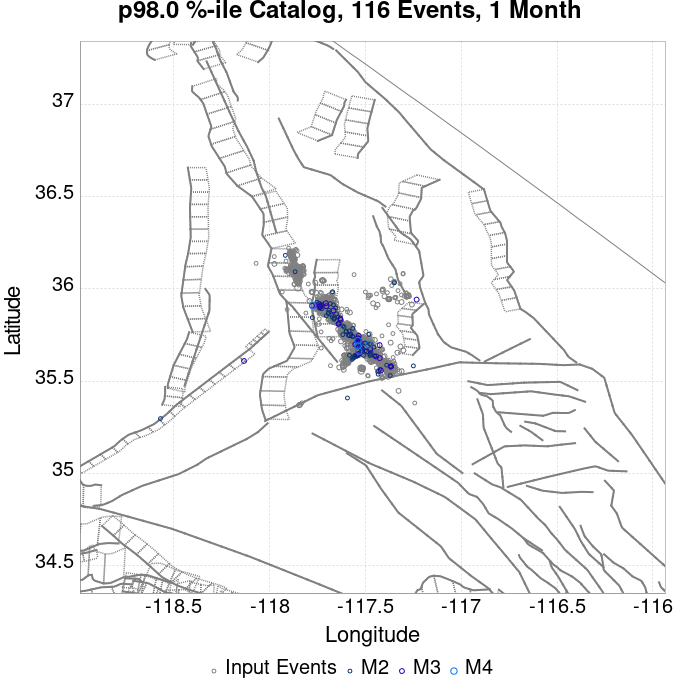 p98.0 %-ile Catalog, 116 Events, 1 Month
37
36.5
36
35.5
35
34.5
Latitude
-118.5
-118
-117.5
-117
-116.5
-116
Longitude
Input Events
M2
M3
M4